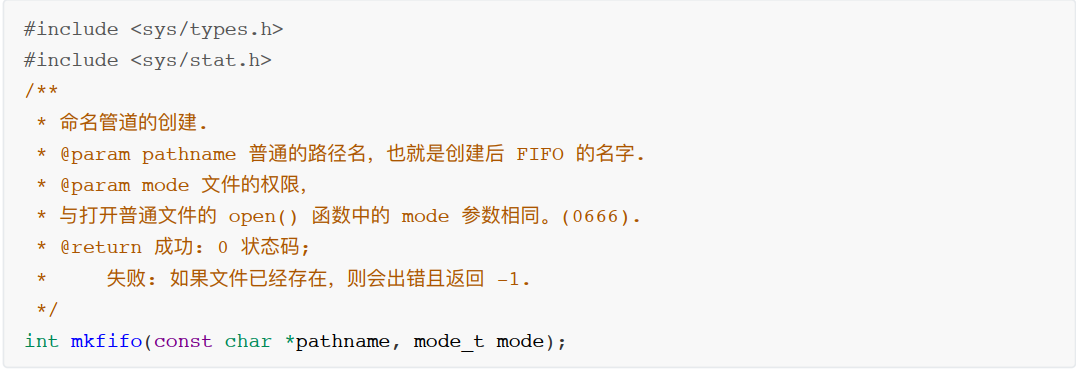 #include <sys/types.h>
#include <sys/stat.h>
/**
 * 命名管道的创建.
 * @param pathname 普通的路径名，也就是创建后 FIFO 的名字.
 * @param mode 文件的权限，
 * 与打开普通文件的 open() 函数中的 mode 参数相同。(0666).
 * @return 成功：0 状态码；
 *     失败：如果文件已经存在，则会出错且返回 -1.
 */
int mkfifo(const char *pathname, mode_t mode);